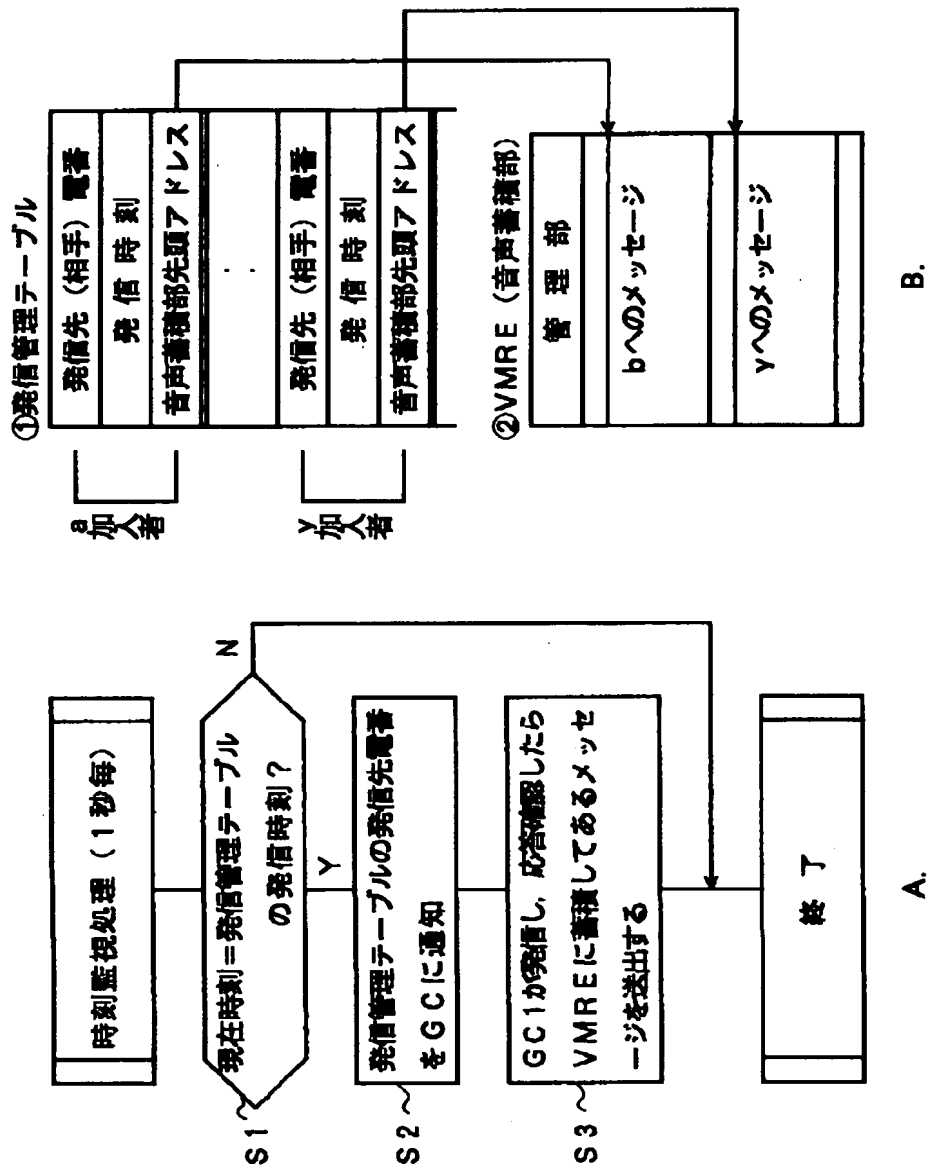 時刻監視処理(1秒毎)
S1
現在時刻=発信管理テーブル
の発信時刻?
N
Y
S2
発信管理テーブルの発信先電番
をGCに通知
S3
GC1が発信し,応答確認したら
VMREに蓄積してあるメッセ
ージを送出する
終了
A.
①発信管理テーブル
a
加入者
発信先(相手)電番
発信時刻
音声蓄積部先頭アドレス
y
加入者
発信先(相手)電番
発信時刻
音声蓄積部先頭アドレス
②VMRE(音声蓄積部)
管理部
bへのメッセージ
yへのメッセージ
B.